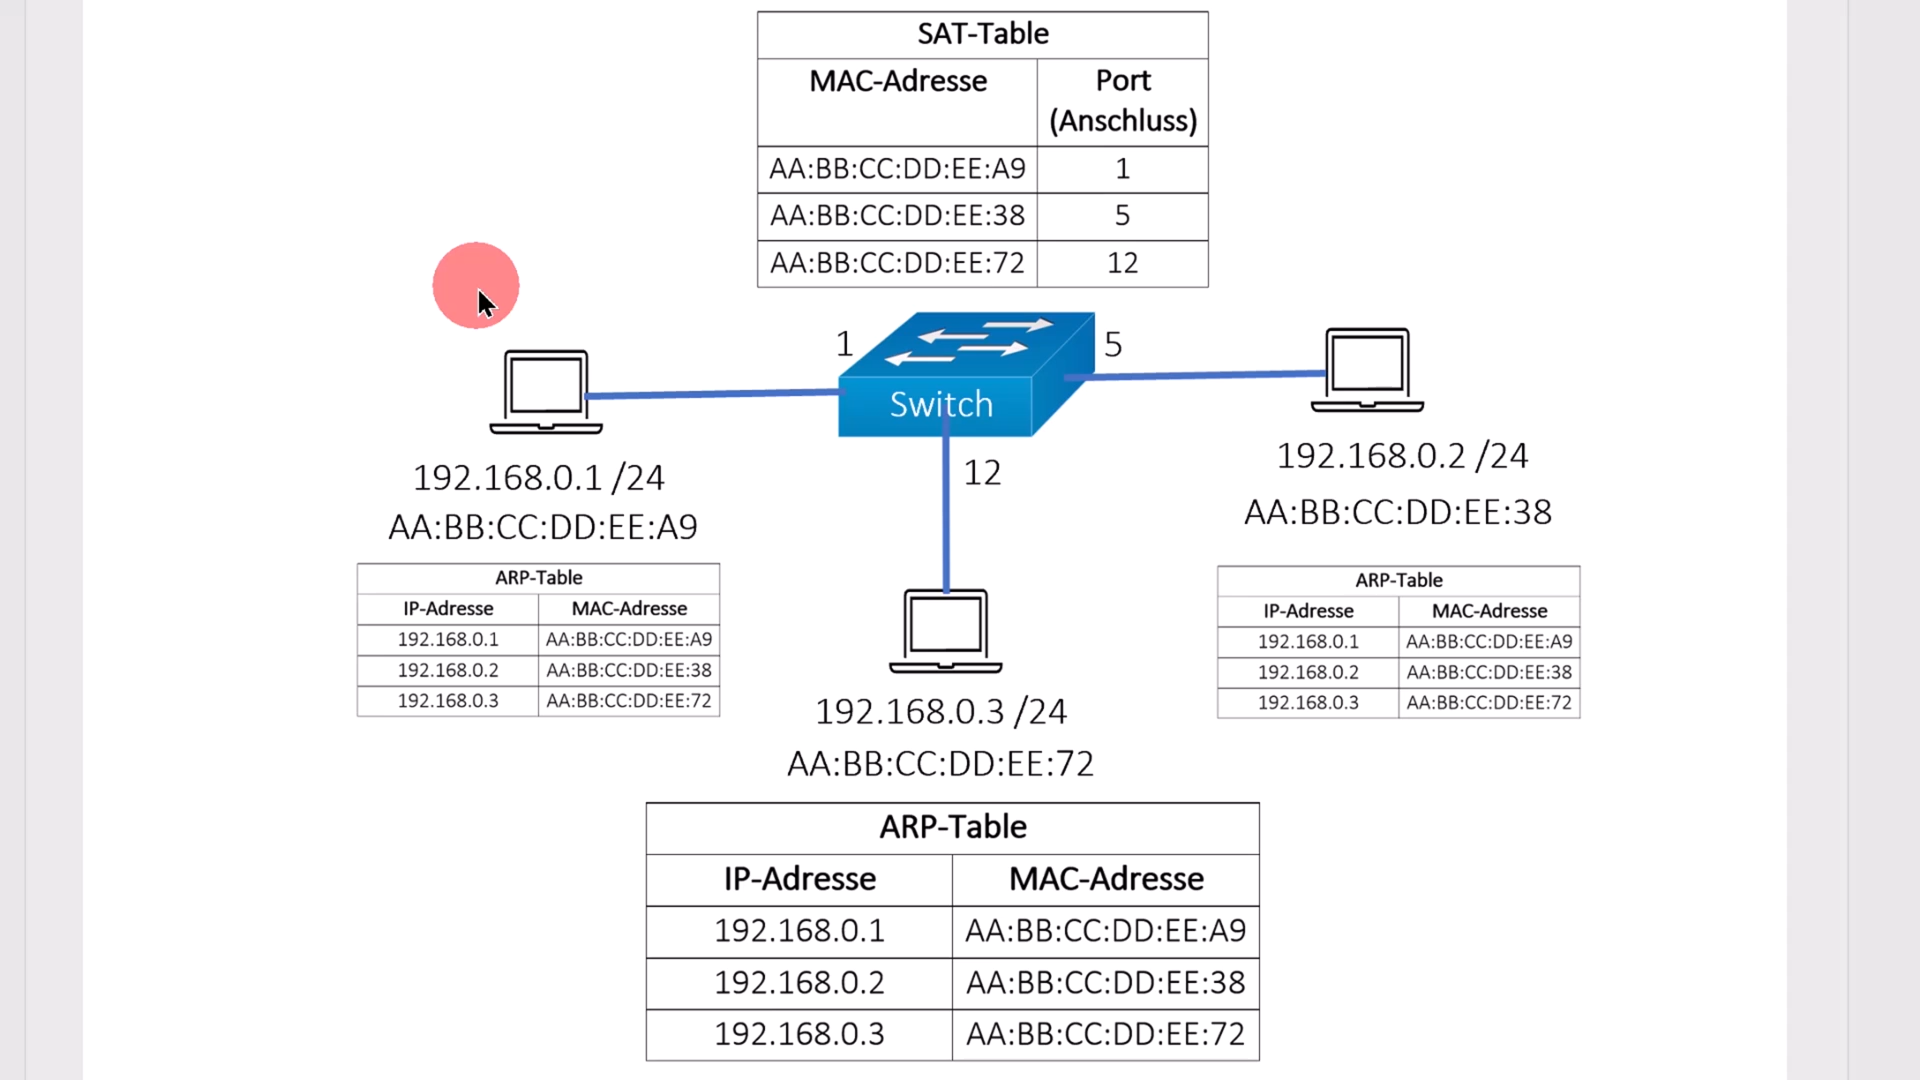 SAT-Table
MAC-Adresse Port
(Anschluss)
AA:BB:CC:DD:EE:A9 1
AA:BB:CC:DD:EE:38 5
AA:BB:CC:DD:EE:72 12
1
5
Switch
12
192.168.0.1 /24
AA:BB:CC:DD:EE:A9
ARP-Table
IP-Adresse MAC-Adresse
192.168.0.1 AA:BB:CC:DD:EE:A9
192.168.0.2 AA:BB:CC:DD:EE:38
192.168.0.3 AA:BB:CC:DD:EE:72
192.168.0.2 /24
AA:BB:CC:DD:EE:38
ARP-Table
IP-Adresse MAC-Adresse
192.168.0.1 AA:BB:CC:DD:EE:A9
192.168.0.2 AA:BB:CC:DD:EE:38
192.168.0.3 AA:BB:CC:DD:EE:72
192.168.0.3 /24
AA:BB:CC:DD:EE:72
ARP-Table
IP-Adresse MAC-Adresse
192.168.0.1 AA:BB:CC:DD:EE:A9
192.168.0.2 AA:BB:CC:DD:EE:38
192.168.0.3 AA:BB:CC:DD:EE:72